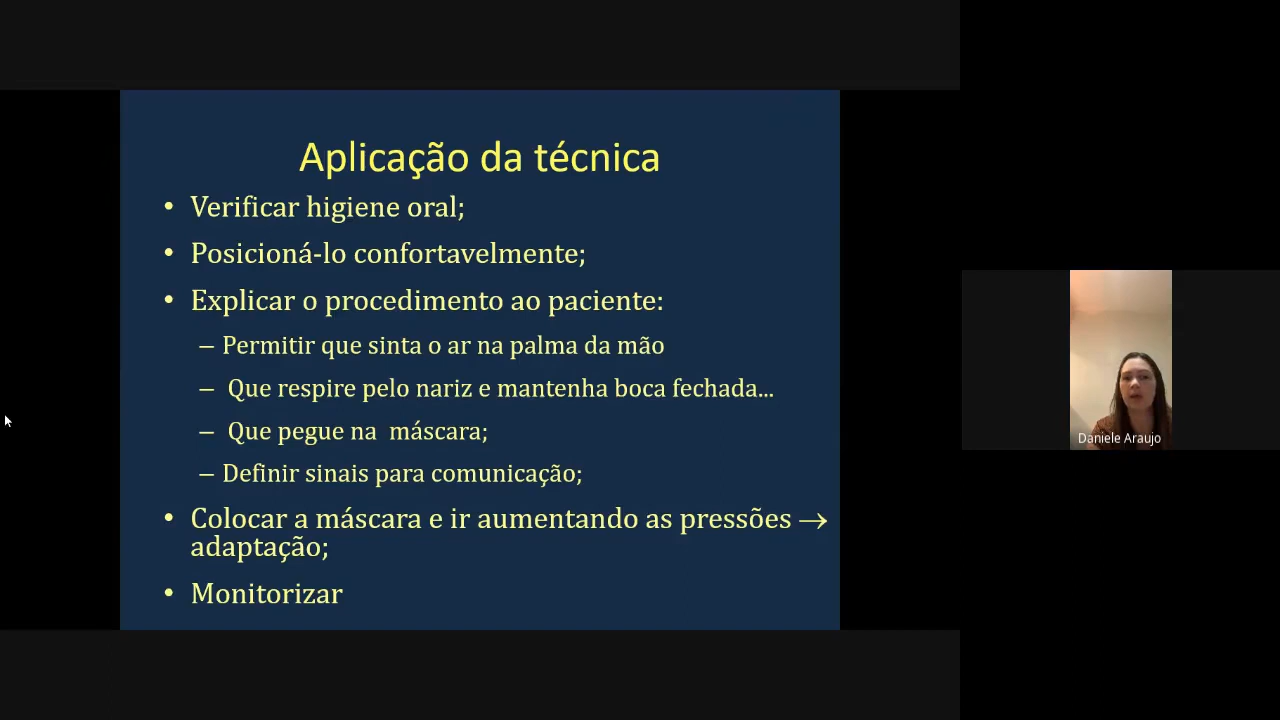 Aplicação da técnica
• Verificar higiene oral;
• Posicioná-lo confortavelmente;
• Explicar o procedimento ao paciente:
– Permitir que sinta o ar na palma da mão
– Que respire pelo nariz e mantenha boca fechada...
– Que pegue na  máscara;
– Definir sinais para comunicação;
• Colocar a máscara e ir aumentando as pressões →
adaptação;
• Monitorizar
Daniele Araujo